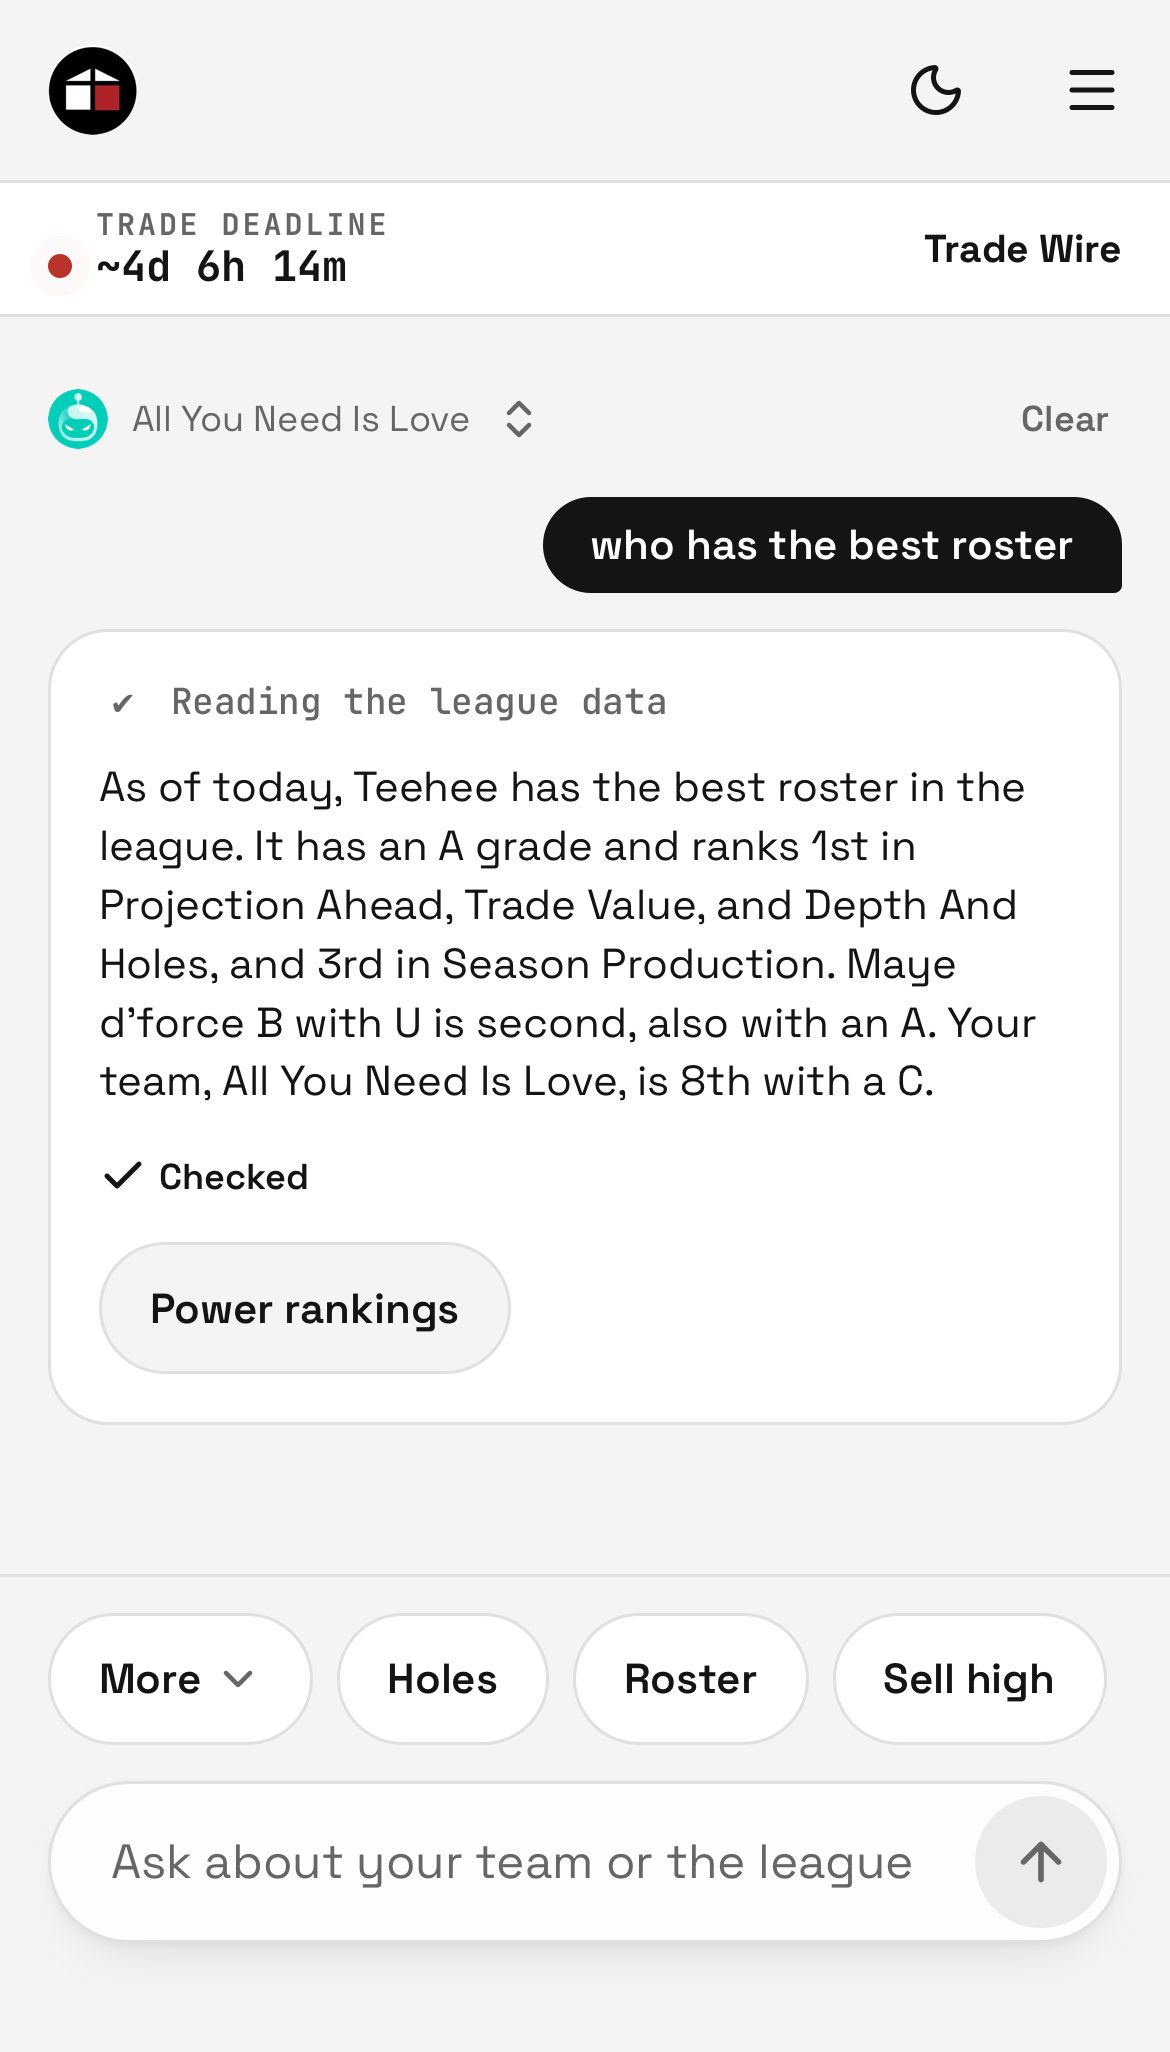 TRADE DEADLINE
~4d 6h 14m
Trade Wire
All You Need Is Love
Clear
who has the best roster
✔ Reading the league data
As of today, Teehee has the best roster in the
league. It has an A grade and ranks 1st in
Projection Ahead, Trade Value, and Depth And
Holes, and 3rd in Season Production. Maye
d’force B with U is second, also with an A. Your
team, All You Need Is Love, is 8th with a C.
Checked
Power rankings
More
Holes
Roster
Sell high
Ask about your team or the league